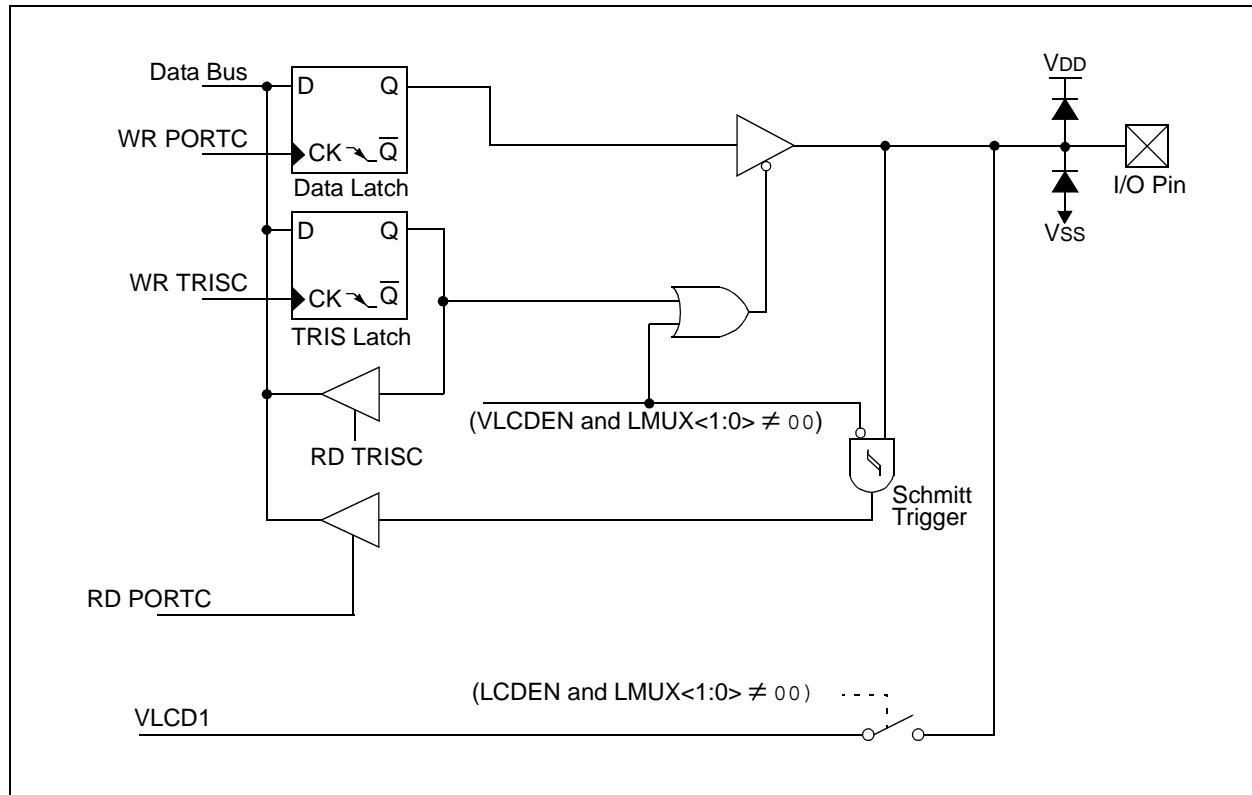 Data Bus
D Q
WR PORTC
CK Q̅
Data Latch
D Q
WR TRISC
CK Q̅
TRIS Latch
RD TRISC
(VLCDEN and LMUX<1:0> ≠ 00)
Schmitt
Trigger
RD PORTC
(LCDEN and LMUX<1:0> ≠ 00)
VLCD1
VDD
I/O Pin
VSS